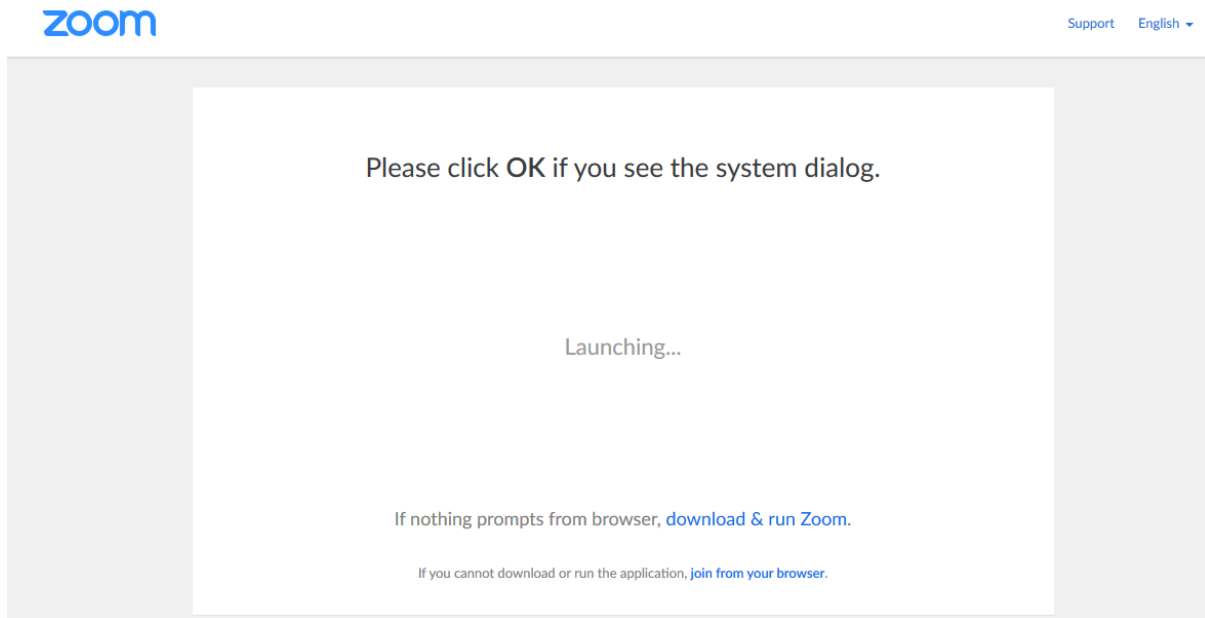 zoom
Support English
Please click OK if you see the system dialog.
Launching...
If nothing prompts from browser, download & run Zoom.
If you cannot download or run the application, join from your browser.